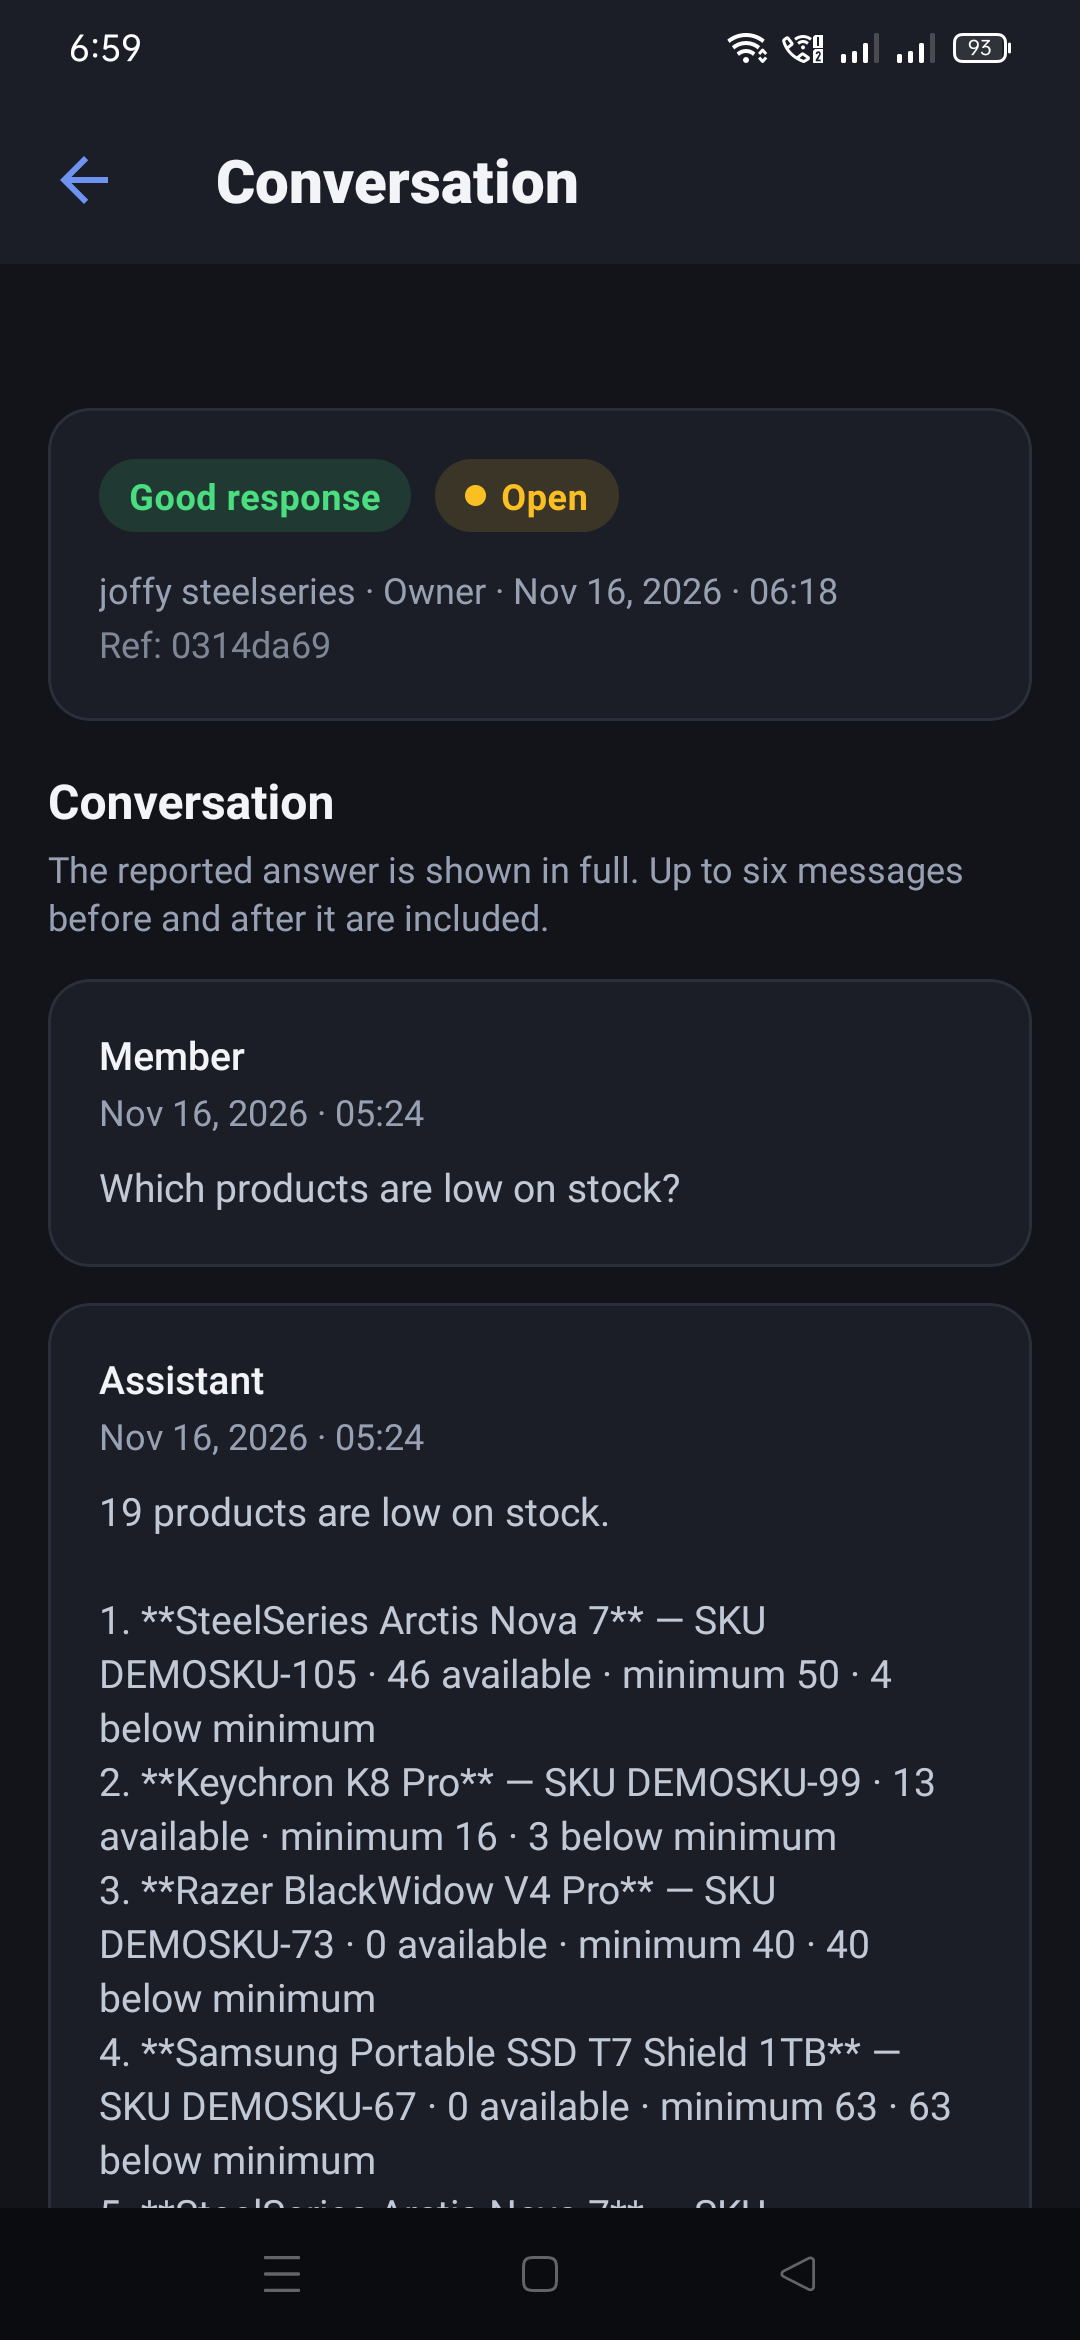 6:59
93
Conversation
Good response
Open
joffy steelseries · Owner · Nov 16, 2026 · 06:18
Ref: 0314da69
Conversation
The reported answer is shown in full. Up to six messages
before and after it are included.
Member
Nov 16, 2026 · 05:24
Which products are low on stock?
Assistant
Nov 16, 2026 · 05:24
19 products are low on stock.
1. **SteelSeries Arctis Nova 7** — SKU
DEMOSKU-105 · 46 available · minimum 50 · 4
below minimum
2. **Keychron K8 Pro** — SKU DEMOSKU-99 · 13
available · minimum 16 · 3 below minimum
3. **Razer BlackWidow V4 Pro** — SKU
DEMOSKU-73 · 0 available · minimum 40 · 40
below minimum
4. **Samsung Portable SSD T7 Shield 1TB** —
SKU DEMOSKU-67 · 0 available · minimum 63 · 63
below minimum
5. **SteelSeries Arctis Nova 7** — SKU